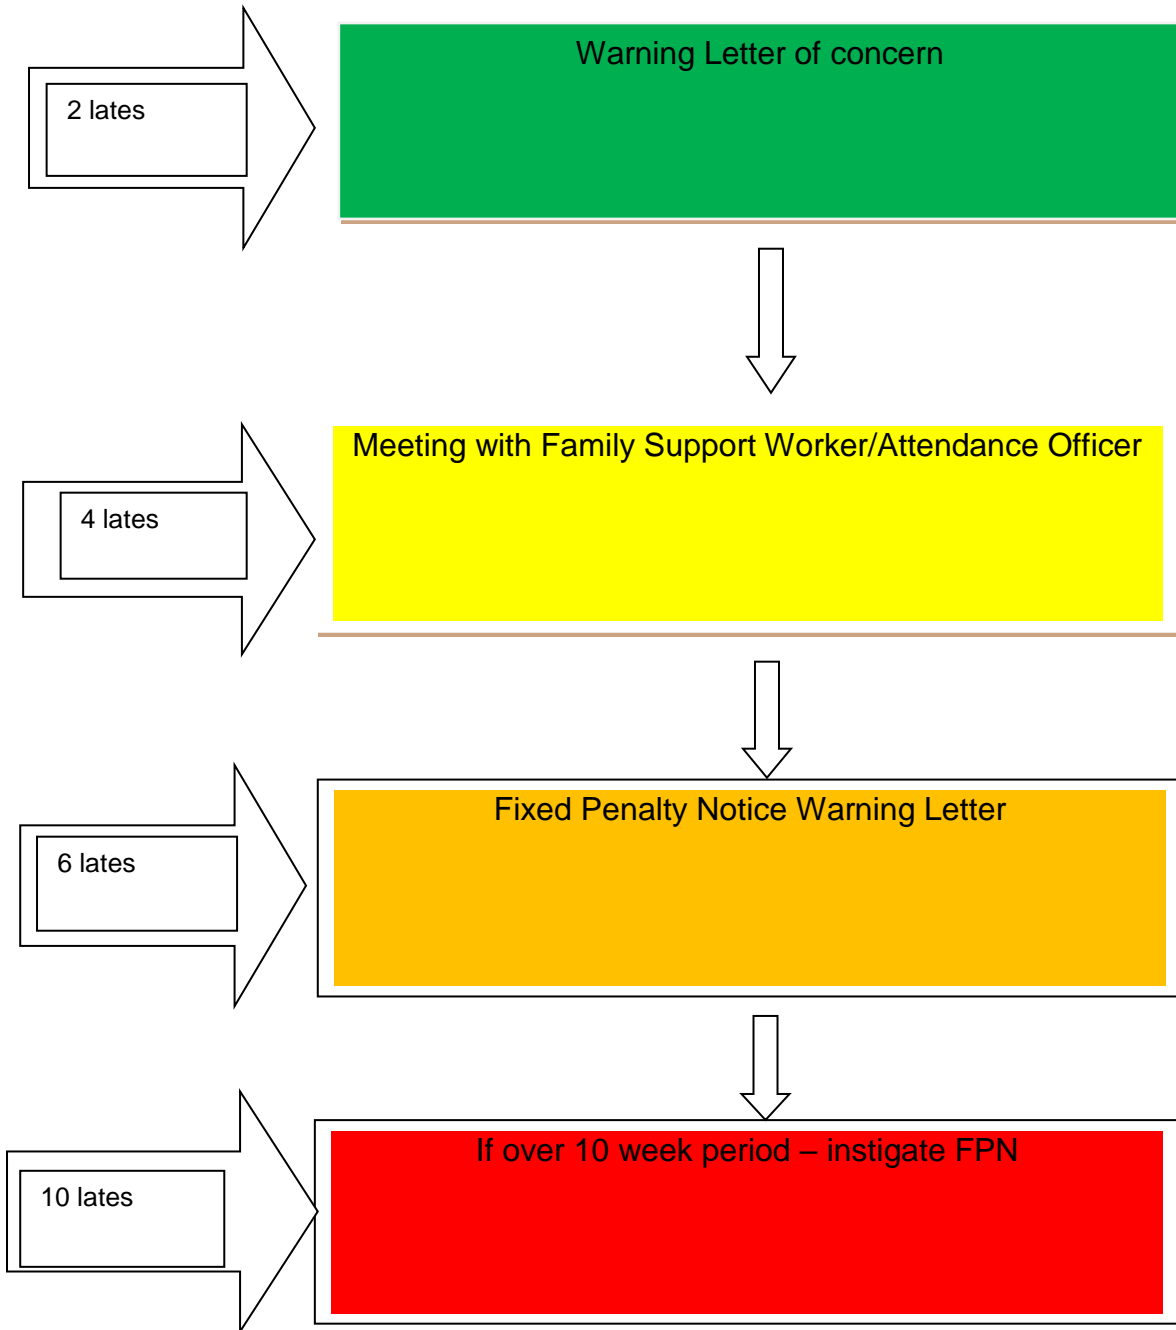 2 lates
Warning Letter of concern
4 lates
Meeting with Family Support Worker/Attendance Officer
6 lates
Fixed Penalty Notice Warning Letter
10 lates
If over 10 week period – instigate FPN